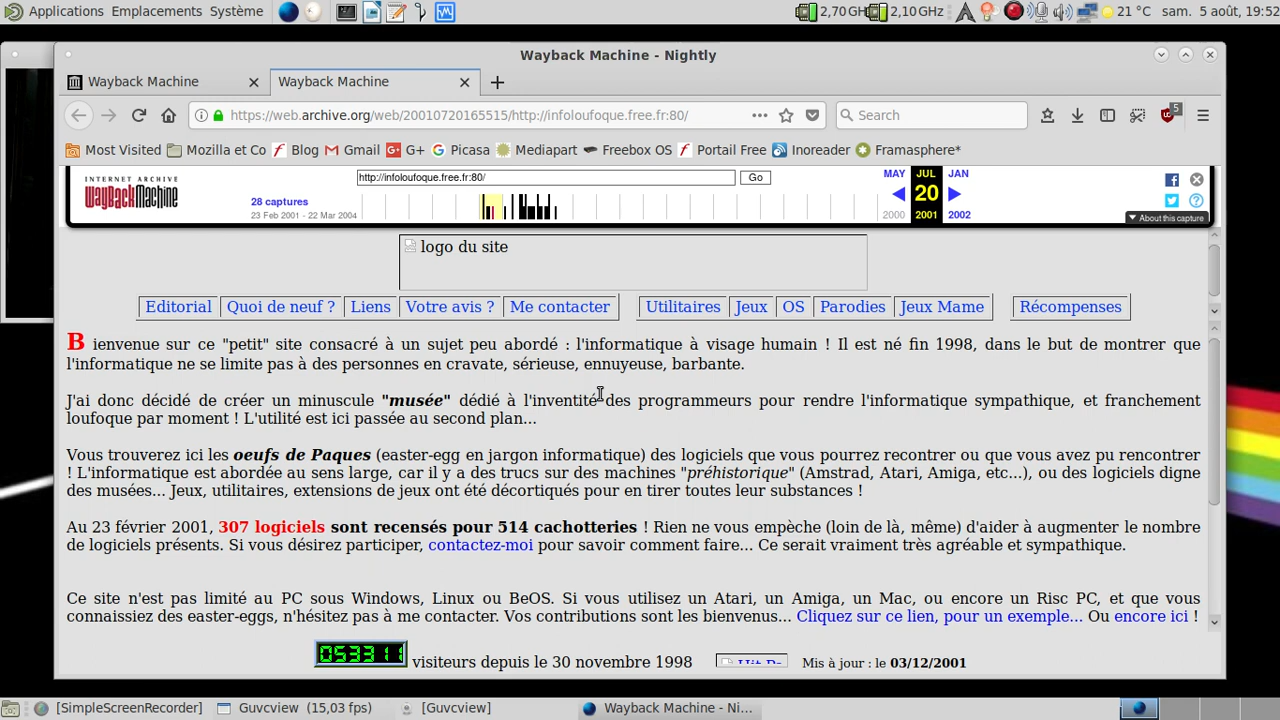 Applications Emplacements Système 2,70 GHz 2,10 GHz 21 °C sam. 5 août, 19:52
Wayback Machine - Nightly
Wayback Machine Wayback Machine
https://web.archive.org/web/20010720165515/http://infoloufoque.free.fr:80/ Search 5
Most Visited Mozilla et Co Blog Gmail G+ Picasa Mediapart Freebox OS Portail Free Inoreader Framasphere*
INTERNET ARCHIVE
WayBackMachine
http://infoloufoque.free.fr:80/ Go
28 captures
23 Feb 2001 - 22 Mar 2004
MAY JUL JAN
20
2000 2001 2002
About this capture
logo du site
Editorial Quoi de neuf ? Liens Votre avis ? Me contacter Utilitaires Jeux OS Parodies Jeux Mame Récompenses
B ienvenue sur ce "petit" site consacré à un sujet peu abordé : l'informatique à visage humain ! Il est né fin 1998, dans le but de montrer que
l'informatique ne se limite pas à des personnes en cravate, sérieuse, ennuyeuse, barbante.
J'ai donc décidé de créer un minuscule "musée" dédié à l'inventité des programmeurs pour rendre l'informatique sympathique, et franchement
loufoque par moment ! L'utilité est ici passée au second plan...
Vous trouverez ici les oeufs de Paques (easter-egg en jargon informatique) des logiciels que vous pourrez recontrer ou que vous avez pu rencontrer
! L'informatique est abordée au sens large, car il y a des trucs sur des machines "préhistorique" (Amstrad, Atari, Amiga, etc...), ou des logiciels digne
des musées... Jeux, utilitaires, extensions de jeux ont été décortiqués pour en tirer toutes leur substances !
Au 23 février 2001, 307 logiciels sont recensés pour 514 cachotteries ! Rien ne vous empèche (loin de là, même) d'aider à augmenter le nombre
de logiciels présents. Si vous désirez participer, contactez-moi pour savoir comment faire... Ce serait vraiment très agréable et sympathique.
Ce site n'est pas limité au PC sous Windows, Linux ou BeOS. Si vous utilisez un Atari, un Amiga, un Mac, ou encore un Risc PC, et que vous
connaissiez des easter-eggs, n'hésitez pas à me contacter. Vos contributions sont les bienvenus... Cliquez sur ce lien, pour un exemple... Ou encore ici !
053311 visiteurs depuis le 30 novembre 1998 Mis à jour : le 03/12/2001
[SimpleScreenRecorder] Guvcview (15,03 fps) [Guvcview] Wayback Machine - Ni...